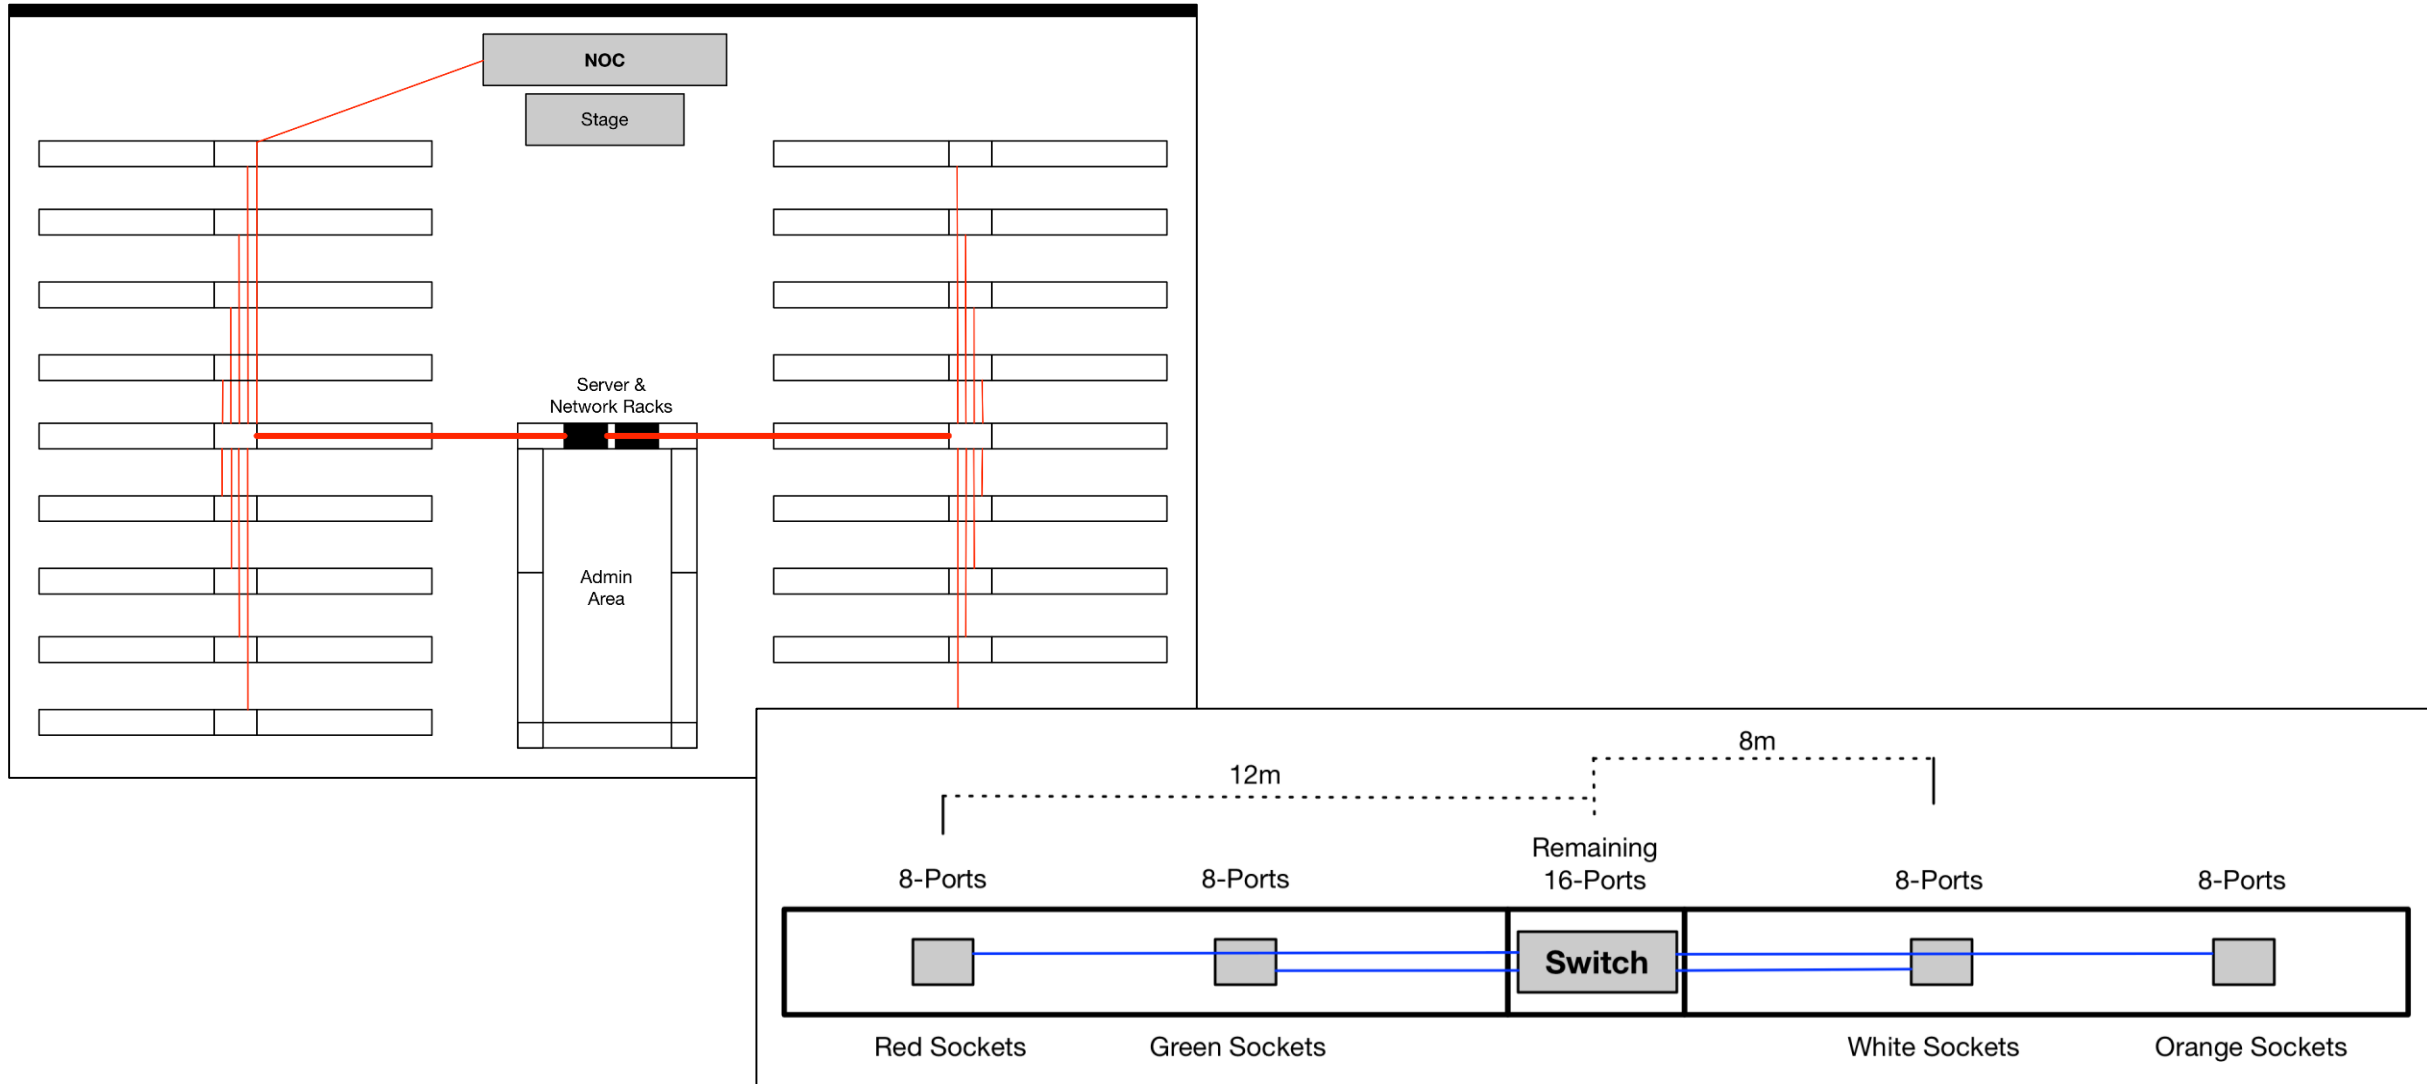 NOC
Stage
Server &
Network Racks
Admin
Area
8m
12m
Remaining
8-Ports
8-Ports
16-Ports
8-Ports
8-Ports
Switch
Red Sockets
Green Sockets
White Sockets
Orange Sockets